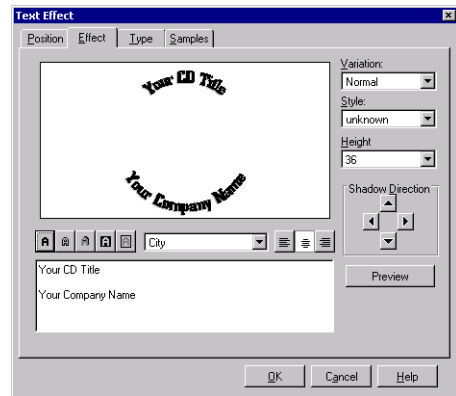 Text Effect
Position Effect Type Samples
Your CD Title
Your Company Name
Variation:
Normal
Style:
unknown
Height
36
Shadow Direction
A A A A A City
Your CD Title
Your Company Name
Preview
OK Cancel Help